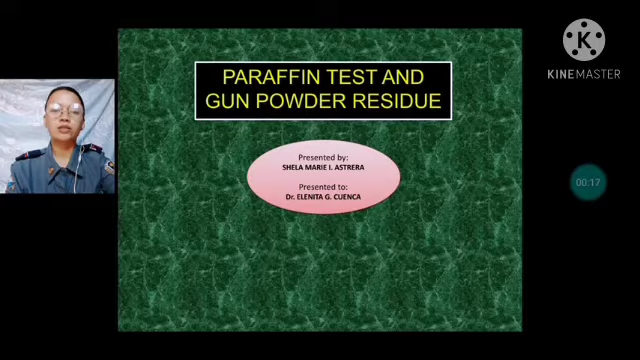 PARAFFIN TEST AND
GUN POWDER RESIDUE
Presented by:
SHELA MARIE I. ASTRERA
Presented to:
Dr. ELENITA G. CUENCA
KINEMASTER
00:17